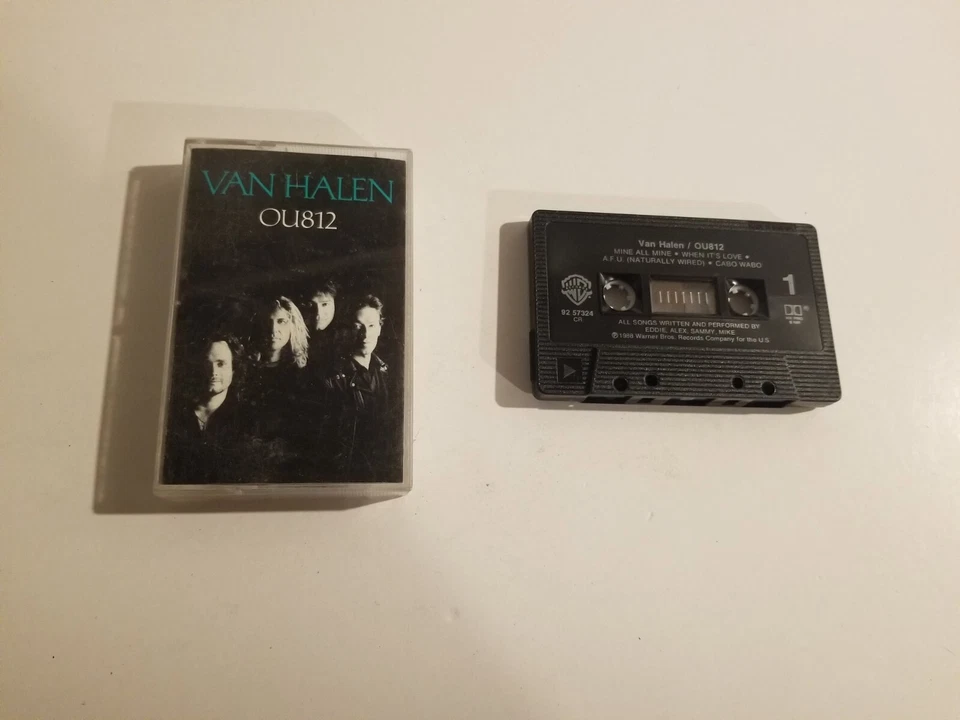 VAN HALEN
OU812
Van Halen / OU812
MINE ALL MINE • WHEN IT'S LOVE •
A.F.U. (NATURALLY WIRED) • CABO WABO
1
92 57324
CR
ALL SONGS WRITTEN AND PERFORMED BY
EDDIE, ALEX, SAMMY, MIKE
℗1988 Warner Bros. Records Company for the U.S.